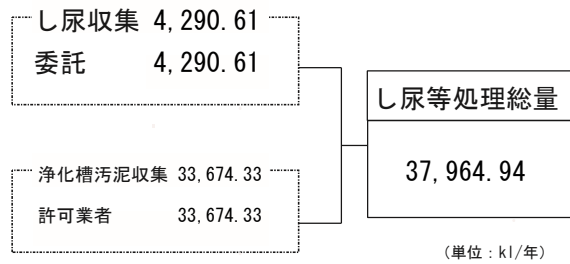 し尿収集 4,290.61
委託 4,290.61
し尿等処理総量
37,964.94
浄化槽汚泥収集 33,674.33
許可業者 33,674.33
(単位：kl/年)